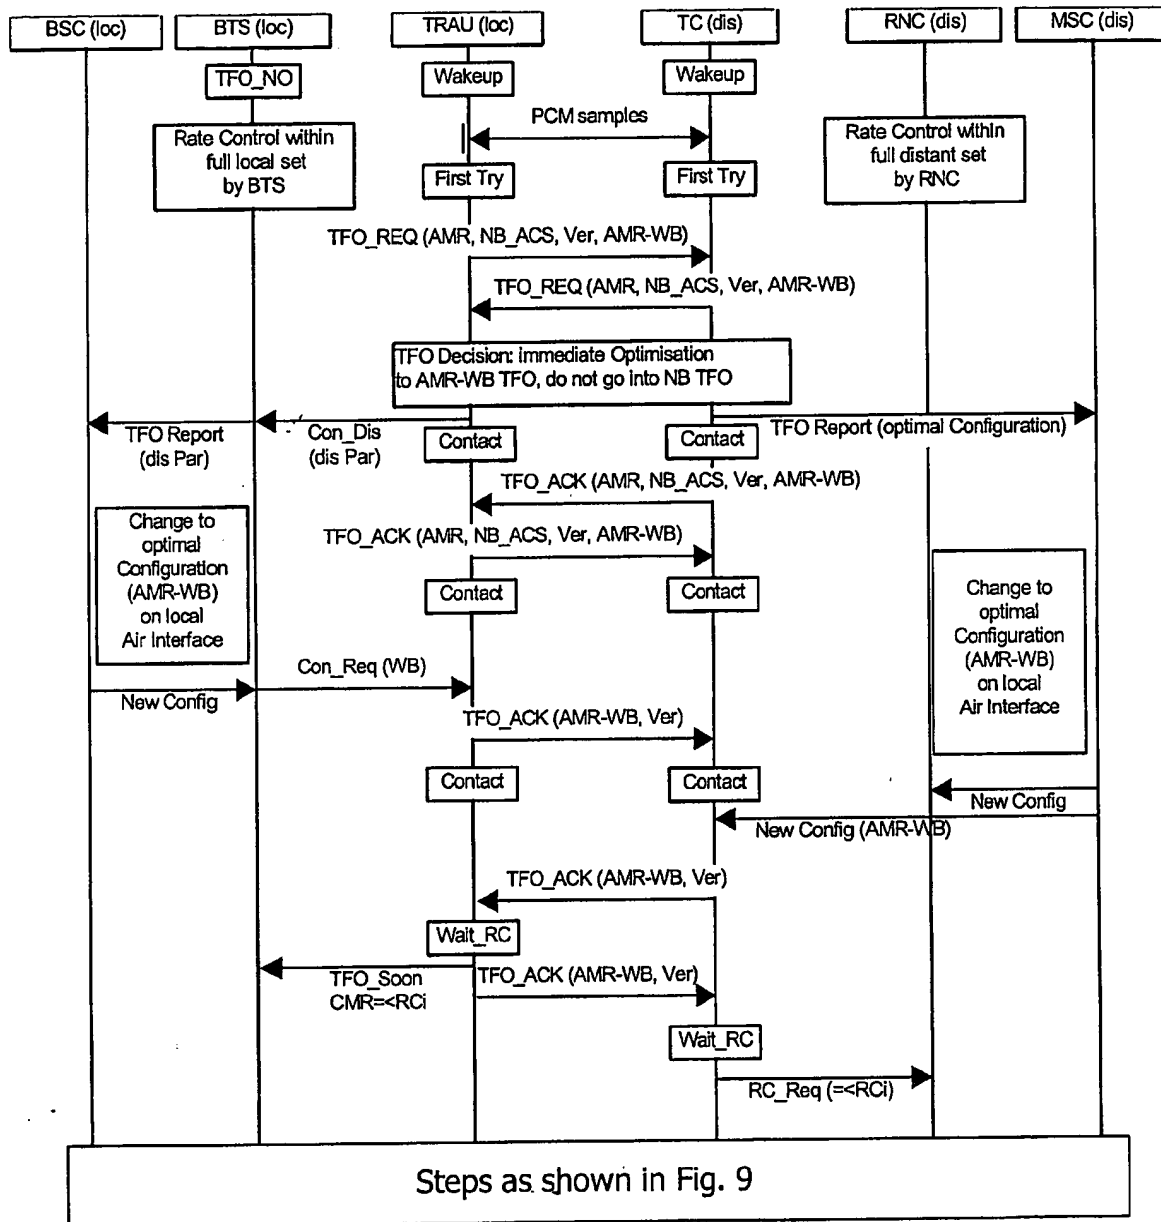 BSC (loc)
BTS (loc)
TRAU (loc)
TC (dis)
RNC (dis)
MSC (dis)
TFO_NO
Wakeup
Wakeup
PCM samples
Rate Control within
full local set
by BTS
Rate Control within
full distant set
by RNC
First Try
First Try
TFO_REQ (AMR, NB_ACS, Ver, AMR-WB)
TFO_REQ (AMR, NB_ACS, Ver, AMR-WB)
TFO Decision: immediate Optimisation
to AMR-WB TFO, do not go into NB TFO
TFO Report
(dis Par)
Con_Dis
(dis Par)
Contact
Contact
TFO Report (optimal Configuration)
TFO_ACK (AMR, NB_ACS, Ver, AMR-WB)
Change to
optimal
Configuration
(AMR-WB)
on local
Air Interface
TFO_ACK (AMR, NB_ACS, Ver, AMR-WB)
Contact
Contact
Change to
optimal
Configuration
(AMR-WB)
on local
Air Interface
Con_Req (WB)
New Config
TFO_ACK (AMR-WB, Ver)
Contact
Contact
New Config
New Config (AMR-WB)
TFO_ACK (AMR-WB, Ver)
Wait_RC
TFO_Soon
CMR=<RCi
TFO_ACK (AMR-WB, Ver)
Wait_RC
RC_Req (=<RCi)
Steps as shown in Fig. 9